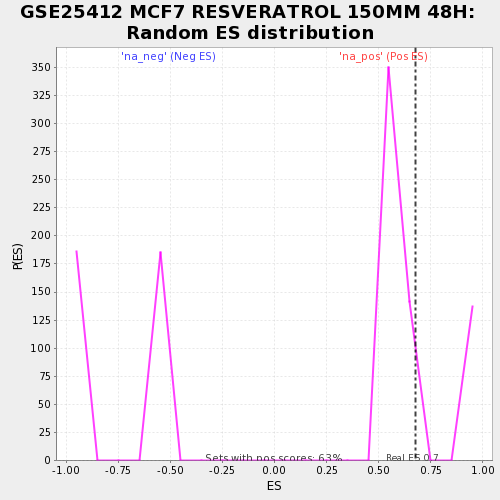 GSE25412 MCF7 RESVERATROL 150MM 48H:
Random ES distribution
'na_neg' (Neg ES) 'na_pos' (Pos ES)
350
325
300
275
250
225
200
175
150
125
100
75
50
25
0
P(ES)
Sets with pos scores: 63% Real ES 0.7
-1.00 -0.75 -0.50 -0.25 0.00 0.25 0.50 0.75 1.00
ES